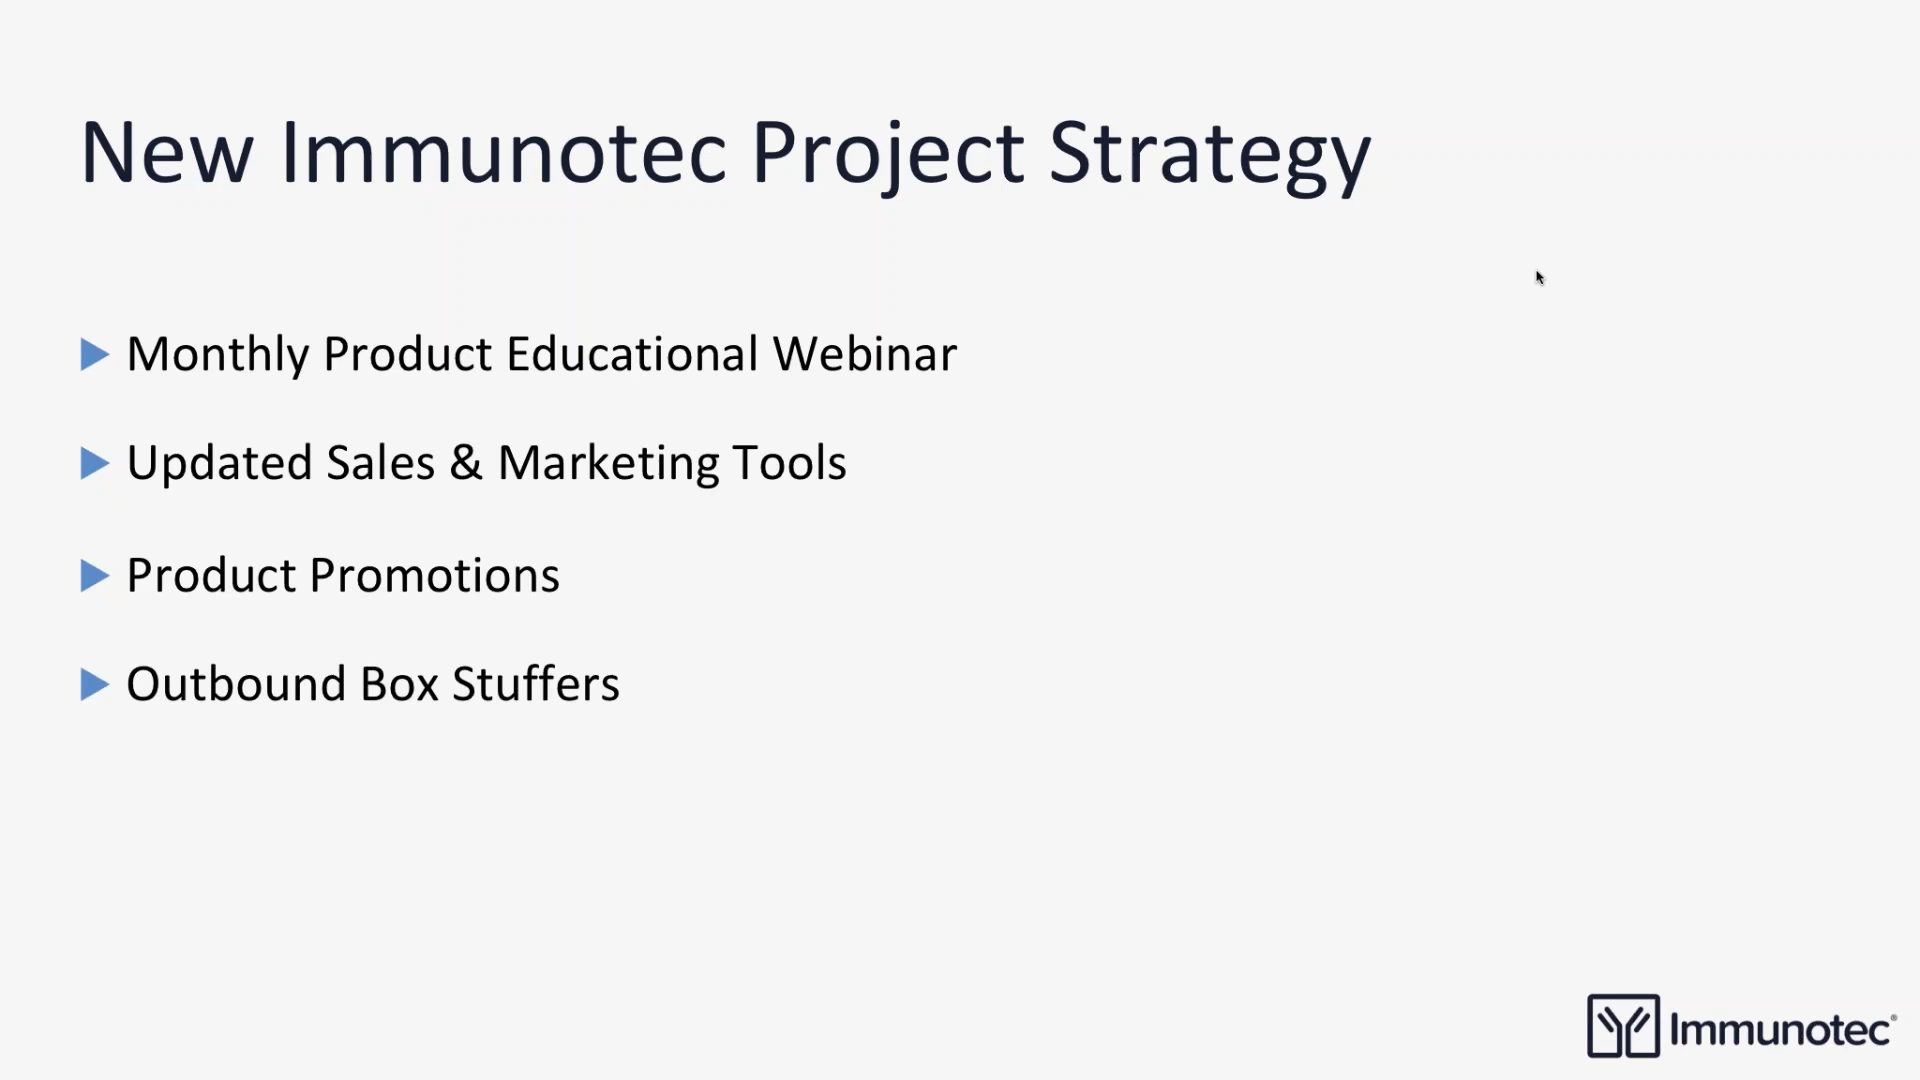 New Immunotec Project Strategy
Monthly Product Educational Webinar
Updated Sales & Marketing Tools
Product Promotions
Outbound Box Stuffers
Immunotec®